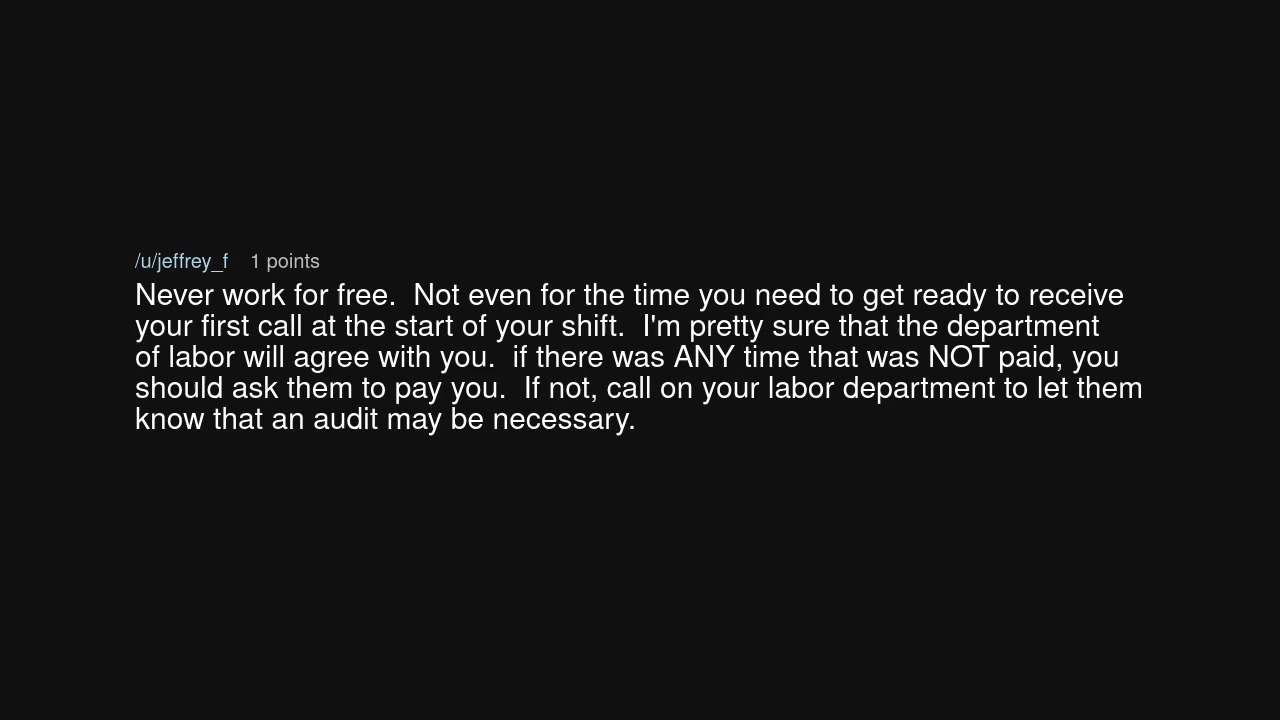 /u/jeffrey_f 1 points
Never work for free.  Not even for the time you need to get ready to receive
your first call at the start of your shift.  I'm pretty sure that the department
of labor will agree with you.  if there was ANY time that was NOT paid, you
should ask them to pay you.  If not, call on your labor department to let them
know that an audit may be necessary.